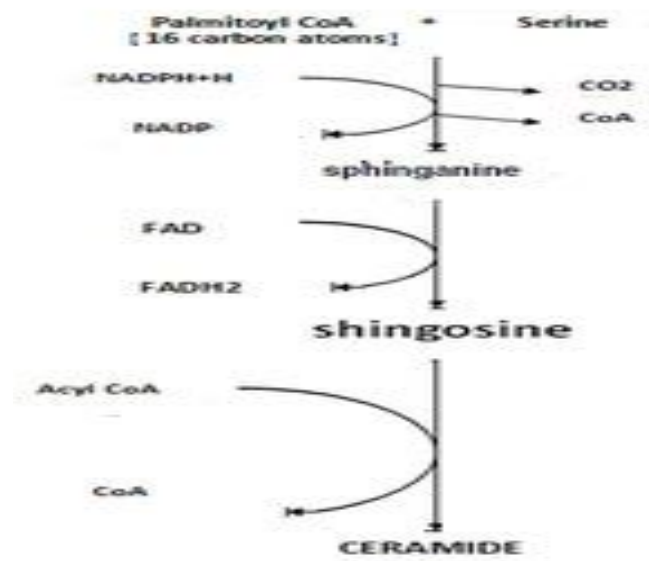 Palmitoyl CoA + Serine
[ 16 carbon atoms]
NADPH+H
CO2
NADP
CoA
sphinganine
FAD
FADH2
shingosine
Acyl CoA
CoA
CERAMIDE